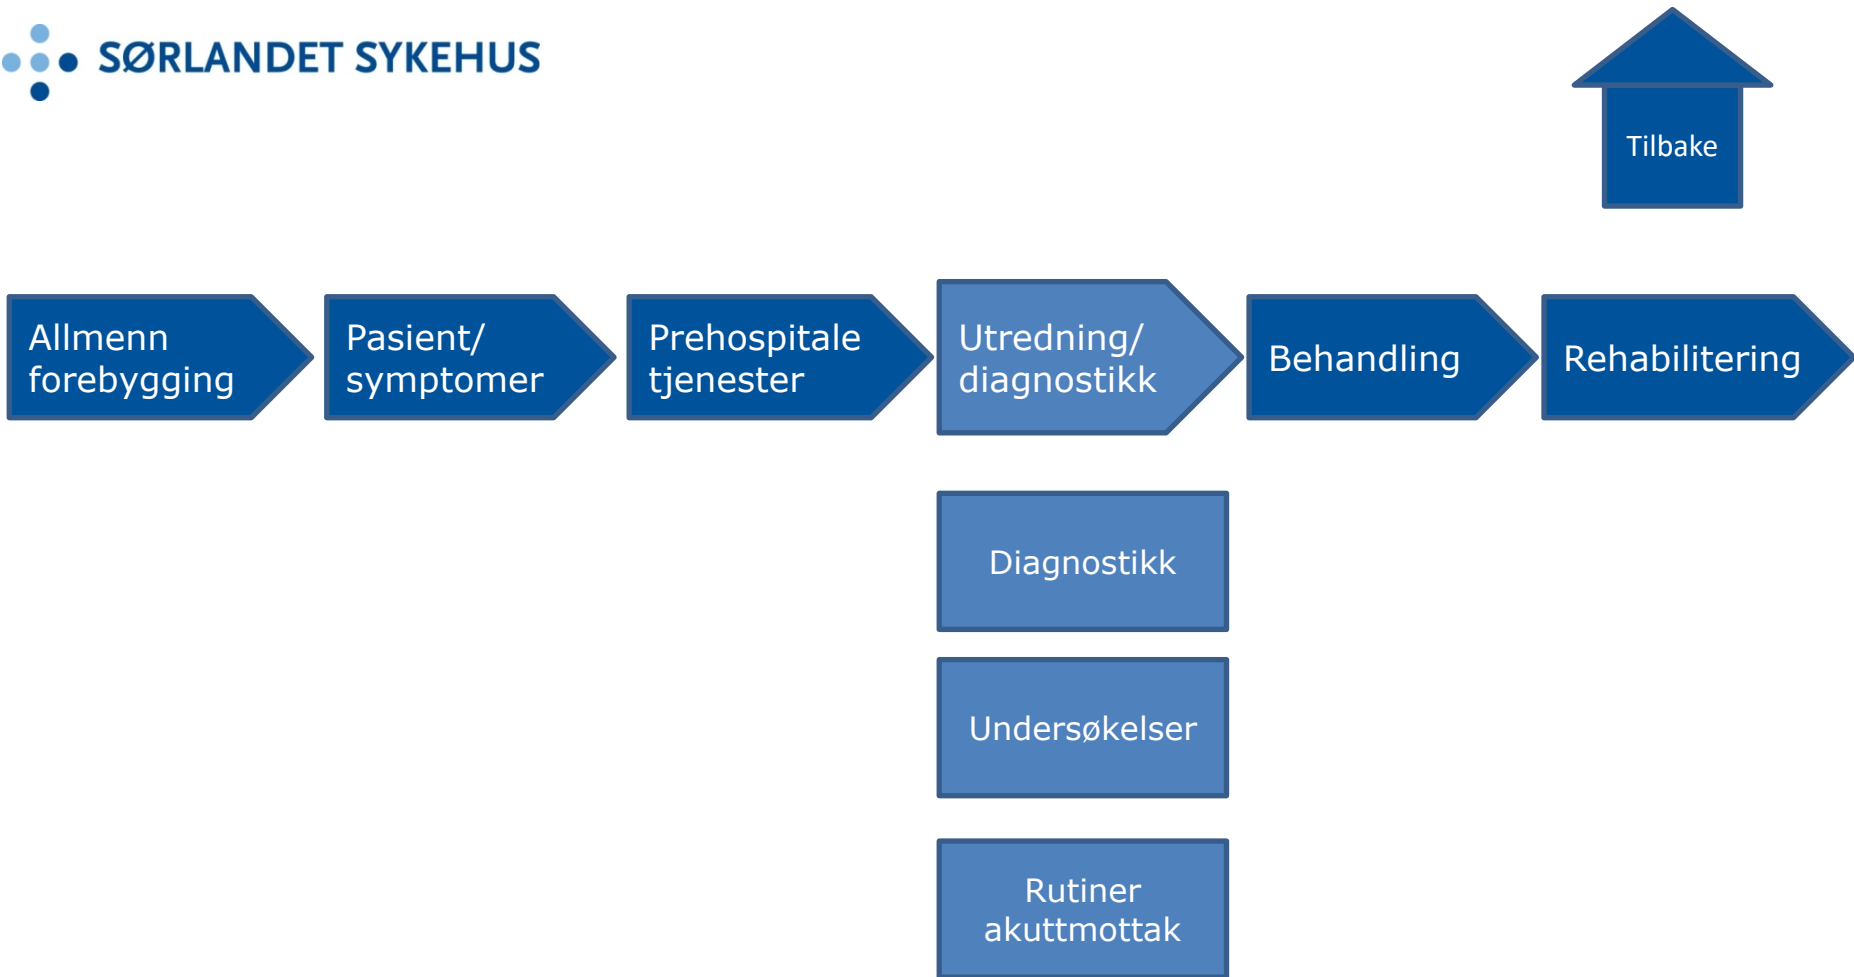 SØRLANDET SYKEHUS
Tilbake
Allmenn
forebygging
Pasient/
symptomer
Prehospitale
tjenester
Utredning/
diagnostikk
Behandling
Rehabilitering
Diagnostikk
Undersøkelser
Rutiner
akuttmottak